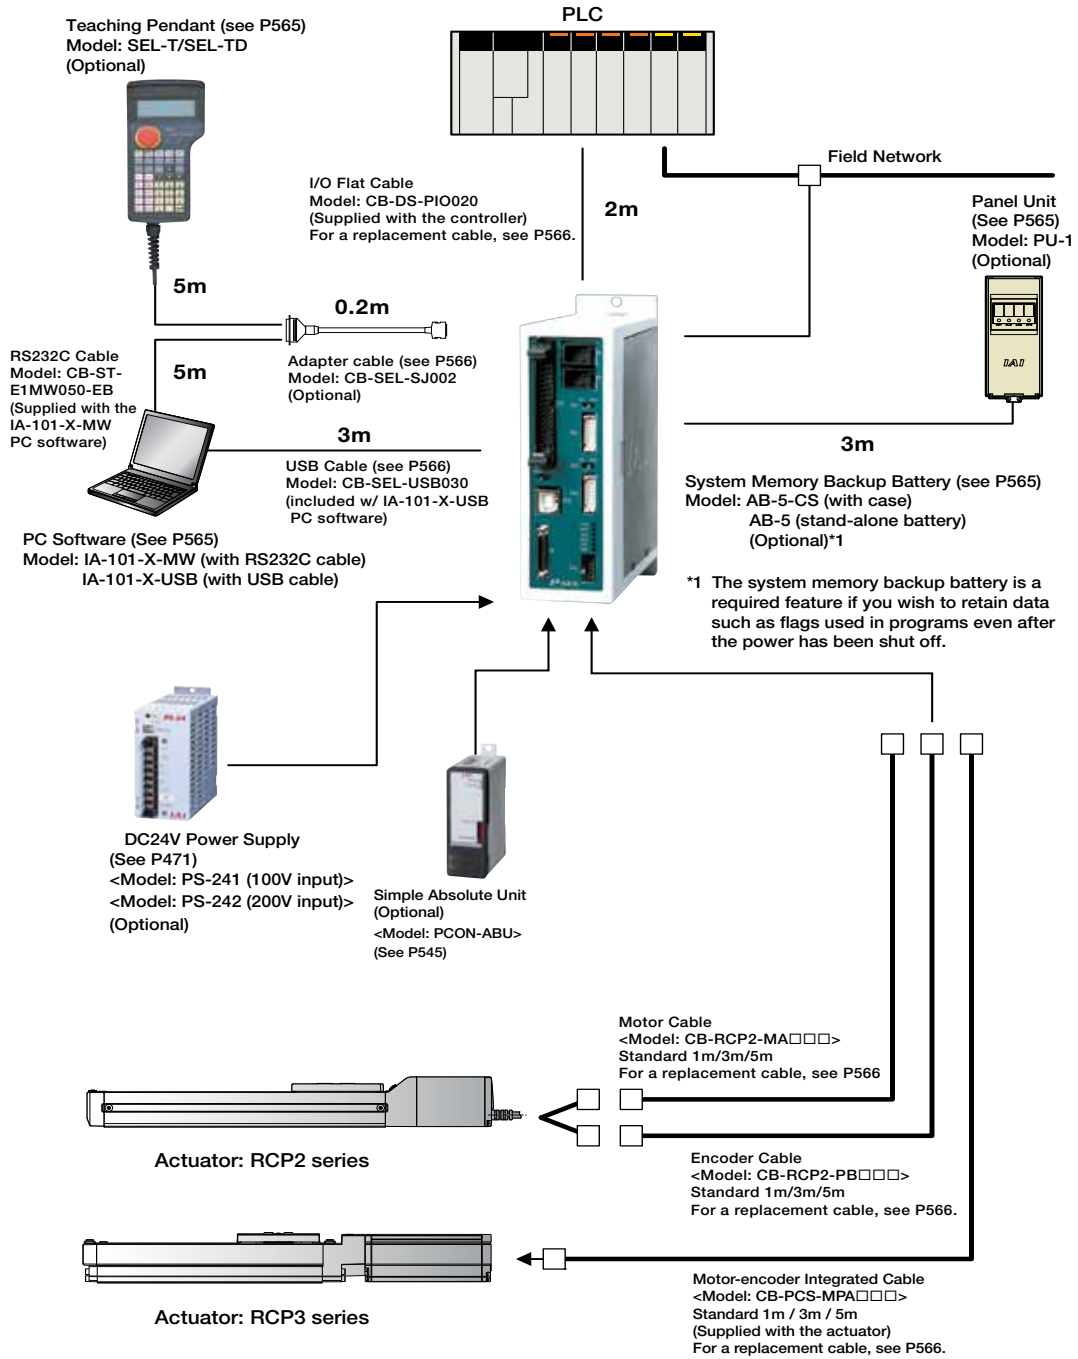 Teaching Pendant (see P565)
Model: SEL-T/SEL-TD
(Optional)
PLC
Field Network
I/O Flat Cable
Model: CB-DS-PIO020
(Supplied with the controller)
For a replacement cable, see P566.
2m
Panel Unit
(See P565)
Model: PU-1
(Optional)
5m
0.2m
RS232C Cable
Model: CB-ST-
E1MW050-EB
(Supplied with the
IA-101-X-MW
PC software)
5m
Adapter cable (see P566)
Model: CB-SEL-SJ002
(Optional)
IAI
3m
3m
USB Cable (see P566)
Model: CB-SEL-USB030
(included w/ IA-101-X-USB
PC software)
System Memory Backup Battery (see P565)
Model: AB-5-CS (with case)
AB-5 (stand-alone battery)
(Optional)*1
PC Software (See P565)
Model: IA-101-X-MW (with RS232C cable)
IA-101-X-USB (with USB cable)
*1 The system memory backup battery is a
required feature if you wish to retain data
such as flags used in programs even after
the power has been shut off.
PS-24
IAI
DC24V Power Supply
(See P471)
<Model: PS-241 (100V input)>
<Model: PS-242 (200V input)>
(Optional)
Simple Absolute Unit
(Optional)
<Model: PCON-ABU>
(See P545)
Motor Cable
<Model: CB-RCP2-MA□□□>
Standard 1m/3m/5m
For a replacement cable, see P566
Actuator: RCP2 series
Encoder Cable
<Model: CB-RCP2-PB□□□>
Standard 1m/3m/5m
For a replacement cable, see P566.
Actuator: RCP3 series
Motor-encoder Integrated Cable
<Model: CB-PCS-MPA□□□>
Standard 1m / 3m / 5m
(Supplied with the actuator)
For a replacement cable, see P566.